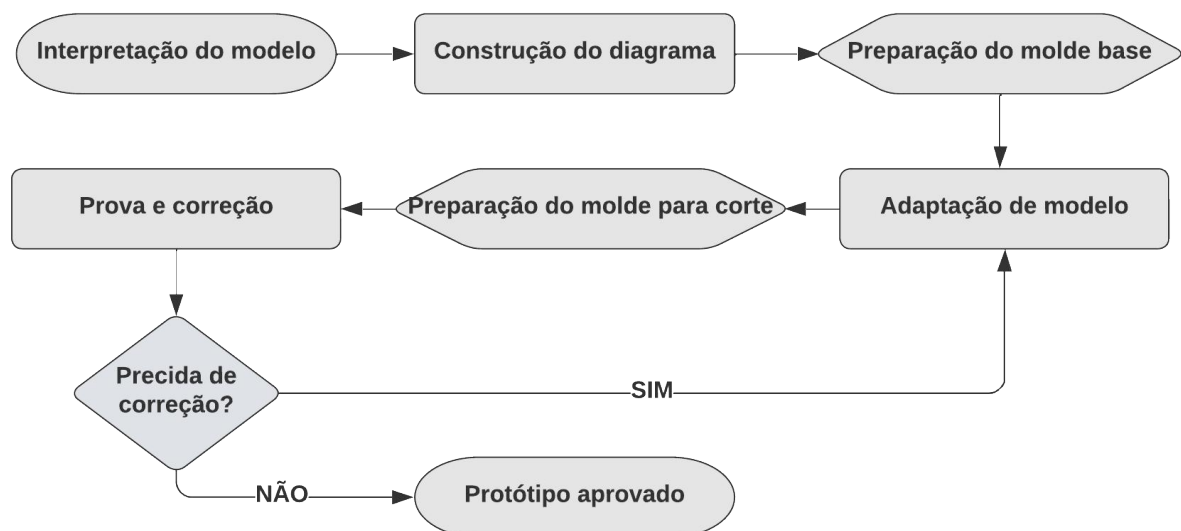 Interpretação do modelo
Construção do diagrama
Preparação do molde base
Adaptação de modelo
Preparação do molde para corte
Prova e correção
Precida de
correção?
SIM
NÃO
Protótipo aprovado